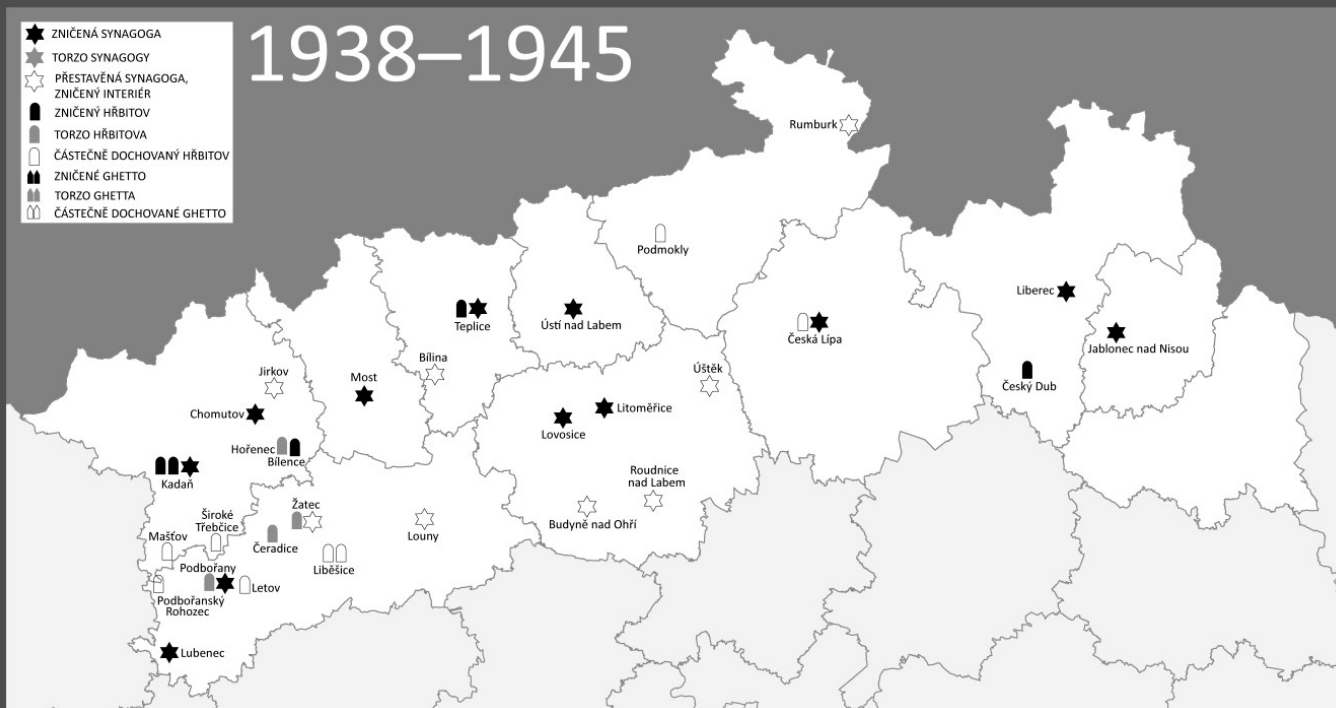 1938–1945
ZNIČENÁ SYNAGOGA
TORZO SYNAGOGY
PŘESTAVĚNÁ SYNAGOGA,
ZNIČENÝ INTERIÉR
ZNIČENÝ HŘBITOV
TORZO HŘBITOVA
ČÁSTEČNĚ DOCHOVANÝ HŘBITOV
ZNIČENÉ GHETTO
TORZO GHETTA
ČÁSTEČNĚ DOCHOVANÉ GHETTO
Rumburk
Podmokly
Liberec
Teplice
Ústí nad Labem
Česká Lípa
Jablonec nad Nisou
Bílina
Úštěk
Jirkov
Most
Český Dub
Chomutov
Litoměřice
Lovosice
Hořenec
Bílence
Kadaň
Roudnice
nad Labem
Žatec
Široké
Třebčice
Budyně nad Ohří
Mašťov
Čeradice
Louny
Liběšice
Podbořany
Letov
Podbořanský
Rohozec
Lubenec